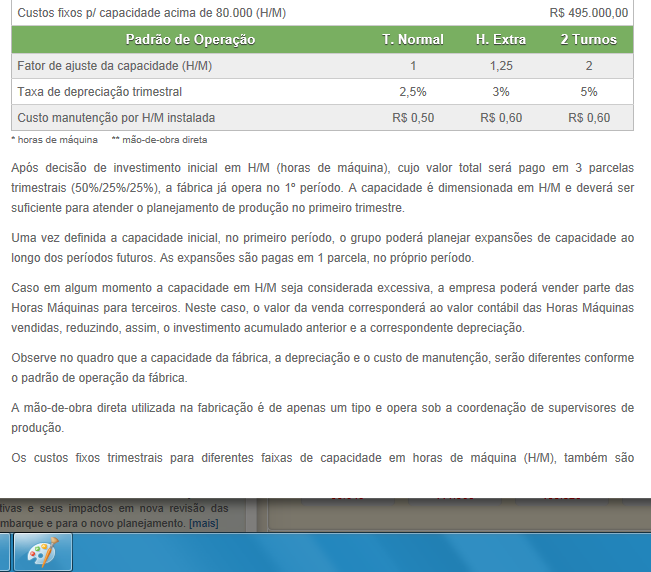 Custos fixos p/ capacidade acima de 80.000 (H/M) R$ 495.000,00
Padrão de Operação T. Normal H. Extra 2 Turnos
Fator de ajuste da capacidade (H/M) 1 1,25 2
Taxa de depreciação trimestral 2,5% 3% 5%
Custo manutenção por H/M instalada R$ 0,50 R$ 0,60 R$ 0,60
* horas de máquina ** mão-de-obra direta
Após decisão de investimento inicial em H/M (horas de máquina), cujo valor total será pago em 3 parcelas
trimestrais (50%/25%/25%), a fábrica já opera no 1º período. A capacidade é dimensionada em H/M e deverá ser
suficiente para atender o planejamento de produção no primeiro trimestre.
Uma vez definida a capacidade inicial, no primeiro período, o grupo poderá planejar expansões de capacidade ao
longo dos períodos futuros. As expansões são pagas em 1 parcela, no próprio período.
Caso em algum momento a capacidade em H/M seja considerada excessiva, a empresa poderá vender parte das
Horas Máquinas para terceiros. Neste caso, o valor da venda corresponderá ao valor contábil das Horas Máquinas
vendidas, reduzindo, assim, o investimento acumulado anterior e a correspondente depreciação.
Observe no quadro que a capacidade da fábrica, a depreciação e o custo de manutenção, serão diferentes conforme
o padrão de operação da fábrica.
A mão-de-obra direta utilizada na fabricação é de apenas um tipo e opera sob a coordenação de supervisores de
produção.
Os custos fixos trimestrais para diferentes faixas de capacidade em horas de máquina (H/M), também são
tivas e seus impactos em nova revisão das
mbarque e para o novo planejamento. [mais]